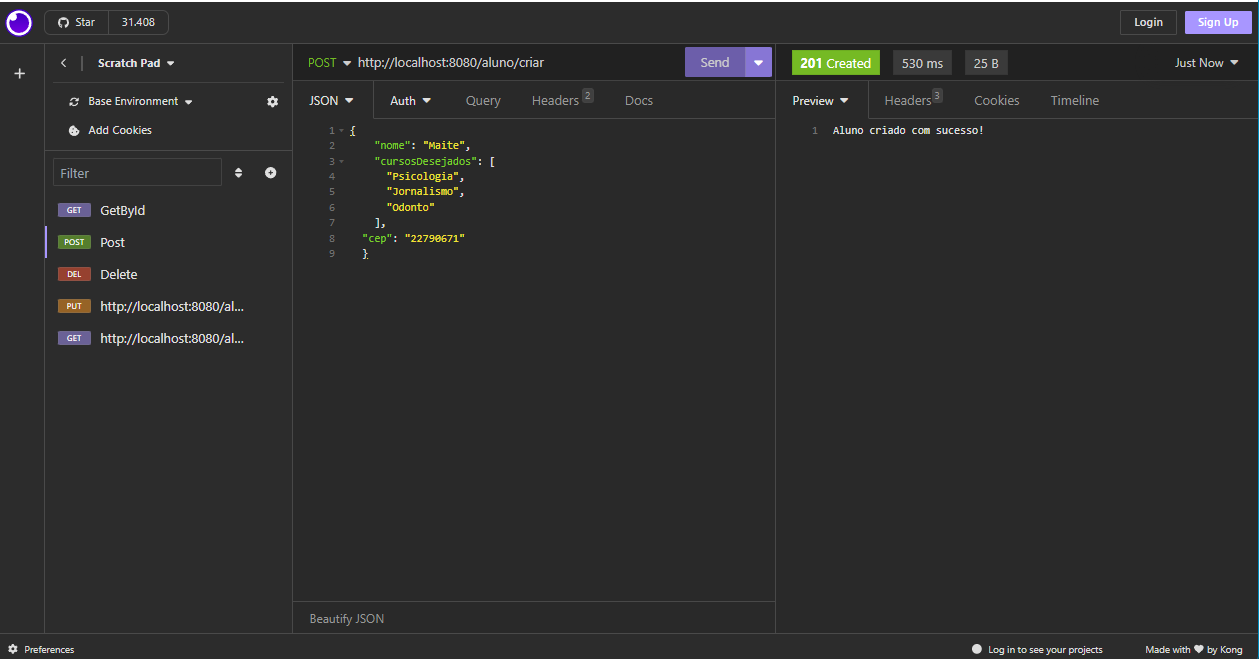 Star 31.408 Login Sign Up
Scratch Pad
Base Environment
Add Cookies
Filter
GET GetById
POST Post
DEL Delete
PUT http://localhost:8080/al...
GET http://localhost:8080/al...
POST http://localhost:8080/aluno/criar Send
JSON Auth Query Headers 2 Docs
1 {
2 "nome": "Maite",
3 "cursosDesejados": [
4 "Psicologia",
5 "Jornalismo",
6 "Odonto"
7 ],
8 "cep": "22790671"
9 }
Beautify JSON
201 Created 530 ms 25 B Just Now
Preview Headers 3 Cookies Timeline
1 Aluno criado com sucesso!
Preferences Log in to see your projects Made with ❤ by Kong